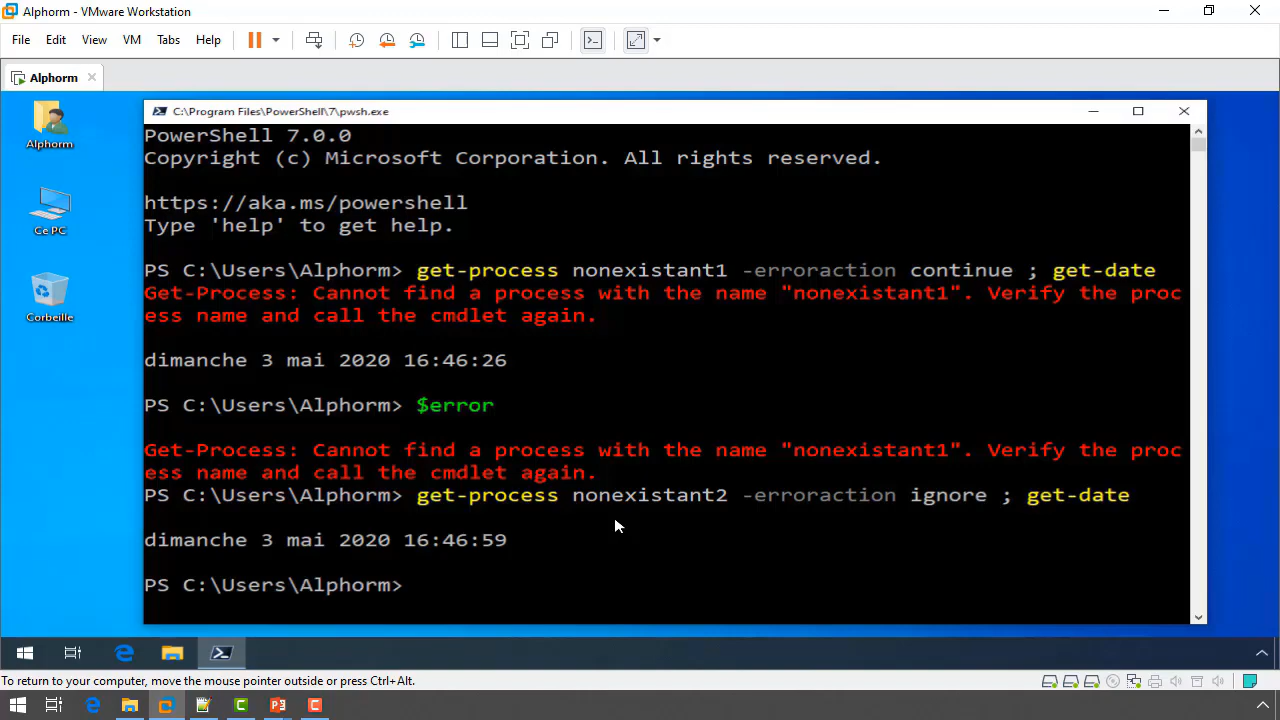 Alphorm - VMware Workstation
File Edit View VM Tabs Help
Alphorm
C:\Program Files\PowerShell\7\pwsh.exe
PowerShell 7.0.0
Copyright (c) Microsoft Corporation. All rights reserved.
https://aka.ms/powershell
Type 'help' to get help.
PS C:\Users\Alphorm> get-process nonexistant1 -erroraction continue ; get-date
Get-Process: Cannot find a process with the name "nonexistant1". Verify the proc
ess name and call the cmdlet again.
dimanche 3 mai 2020 16:46:26
PS C:\Users\Alphorm> $error
Get-Process: Cannot find a process with the name "nonexistant1". Verify the proc
ess name and call the cmdlet again.
PS C:\Users\Alphorm> get-process nonexistant2 -erroraction ignore ; get-date
dimanche 3 mai 2020 16:46:59
PS C:\Users\Alphorm>
Alphorm
Ce PC
Corbeille
To return to your computer, move the mouse pointer outside or press Ctrl+Alt.